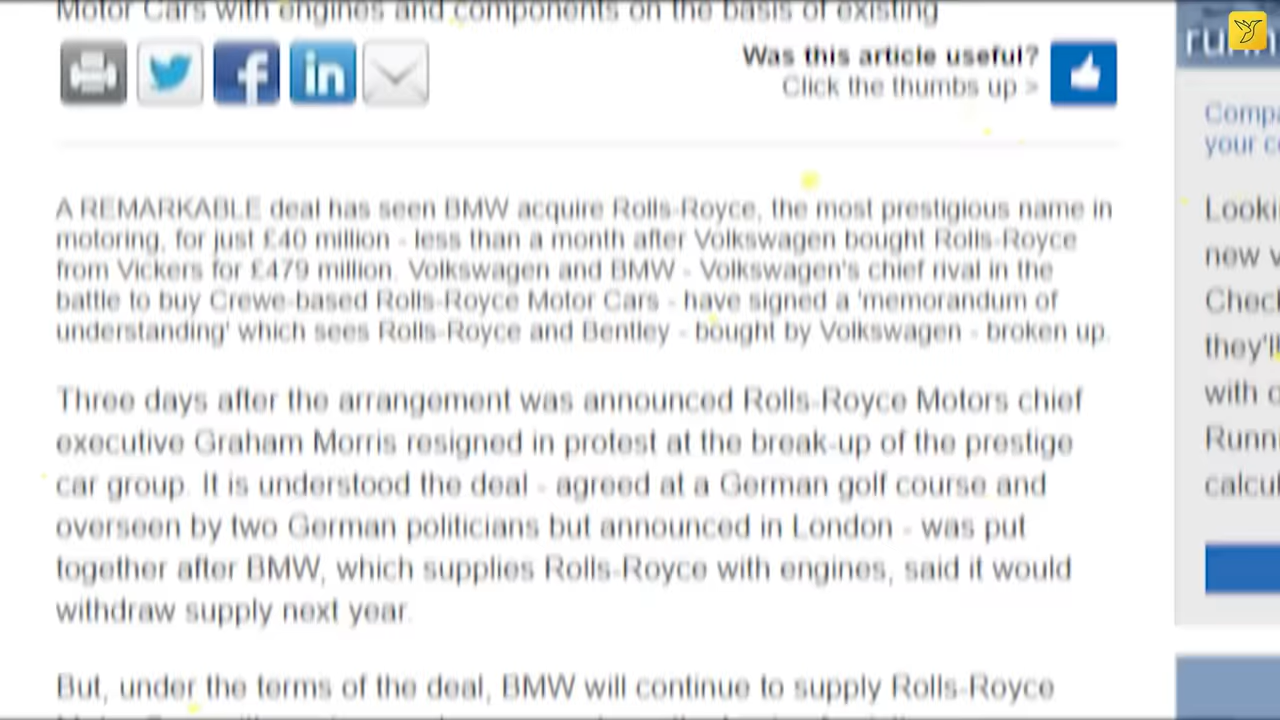 Motor Cars with engines and components on the basis of existing
Was this article useful?
Click the thumbs up >
A REMARKABLE deal has seen BMW acquire Rolls-Royce, the most prestigious name in
motoring, for just £40 million - less than a month after Volkswagen bought Rolls-Royce
from Vickers for £479 million. Volkswagen and BMW - Volkswagen's chief rival in the
battle to buy Crewe-based Rolls-Royce Motor Cars - have signed a 'memorandum of
understanding' which sees Rolls-Royce and Bentley - bought by Volkswagen - broken up.
Three days after the arrangement was announced Rolls-Royce Motors chief
executive Graham Morris resigned in protest at the break-up of the prestige
car group. It is understood the deal - agreed at a German golf course and
overseen by two German politicians but announced in London - was put
together after BMW, which supplies Rolls-Royce with engines, said it would
withdraw supply next year.
But, under the terms of the deal, BMW will continue to supply Rolls-Royce
Compa
your co
Looki
new v
Chec
they'll
with c
Runn
calcul